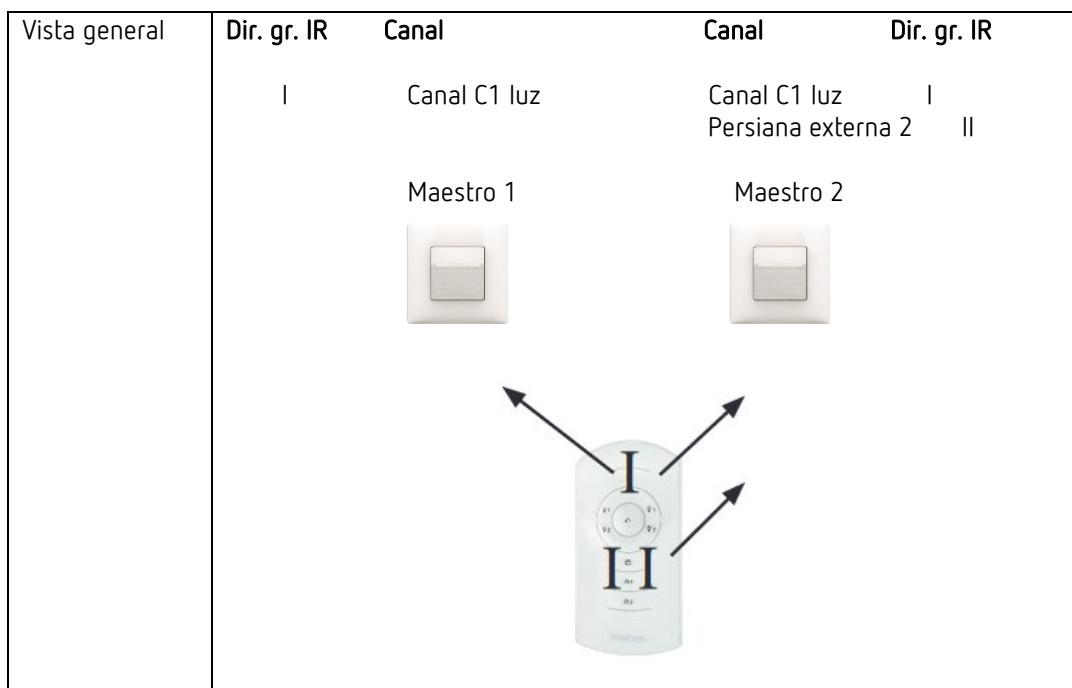 Vista general Dir. gr. IR Canal Canal Dir. gr. IR
I Canal C1 luz Canal C1 luz I
Persiana externa 2 II
Maestro 1 Maestro 2
I
II
theben